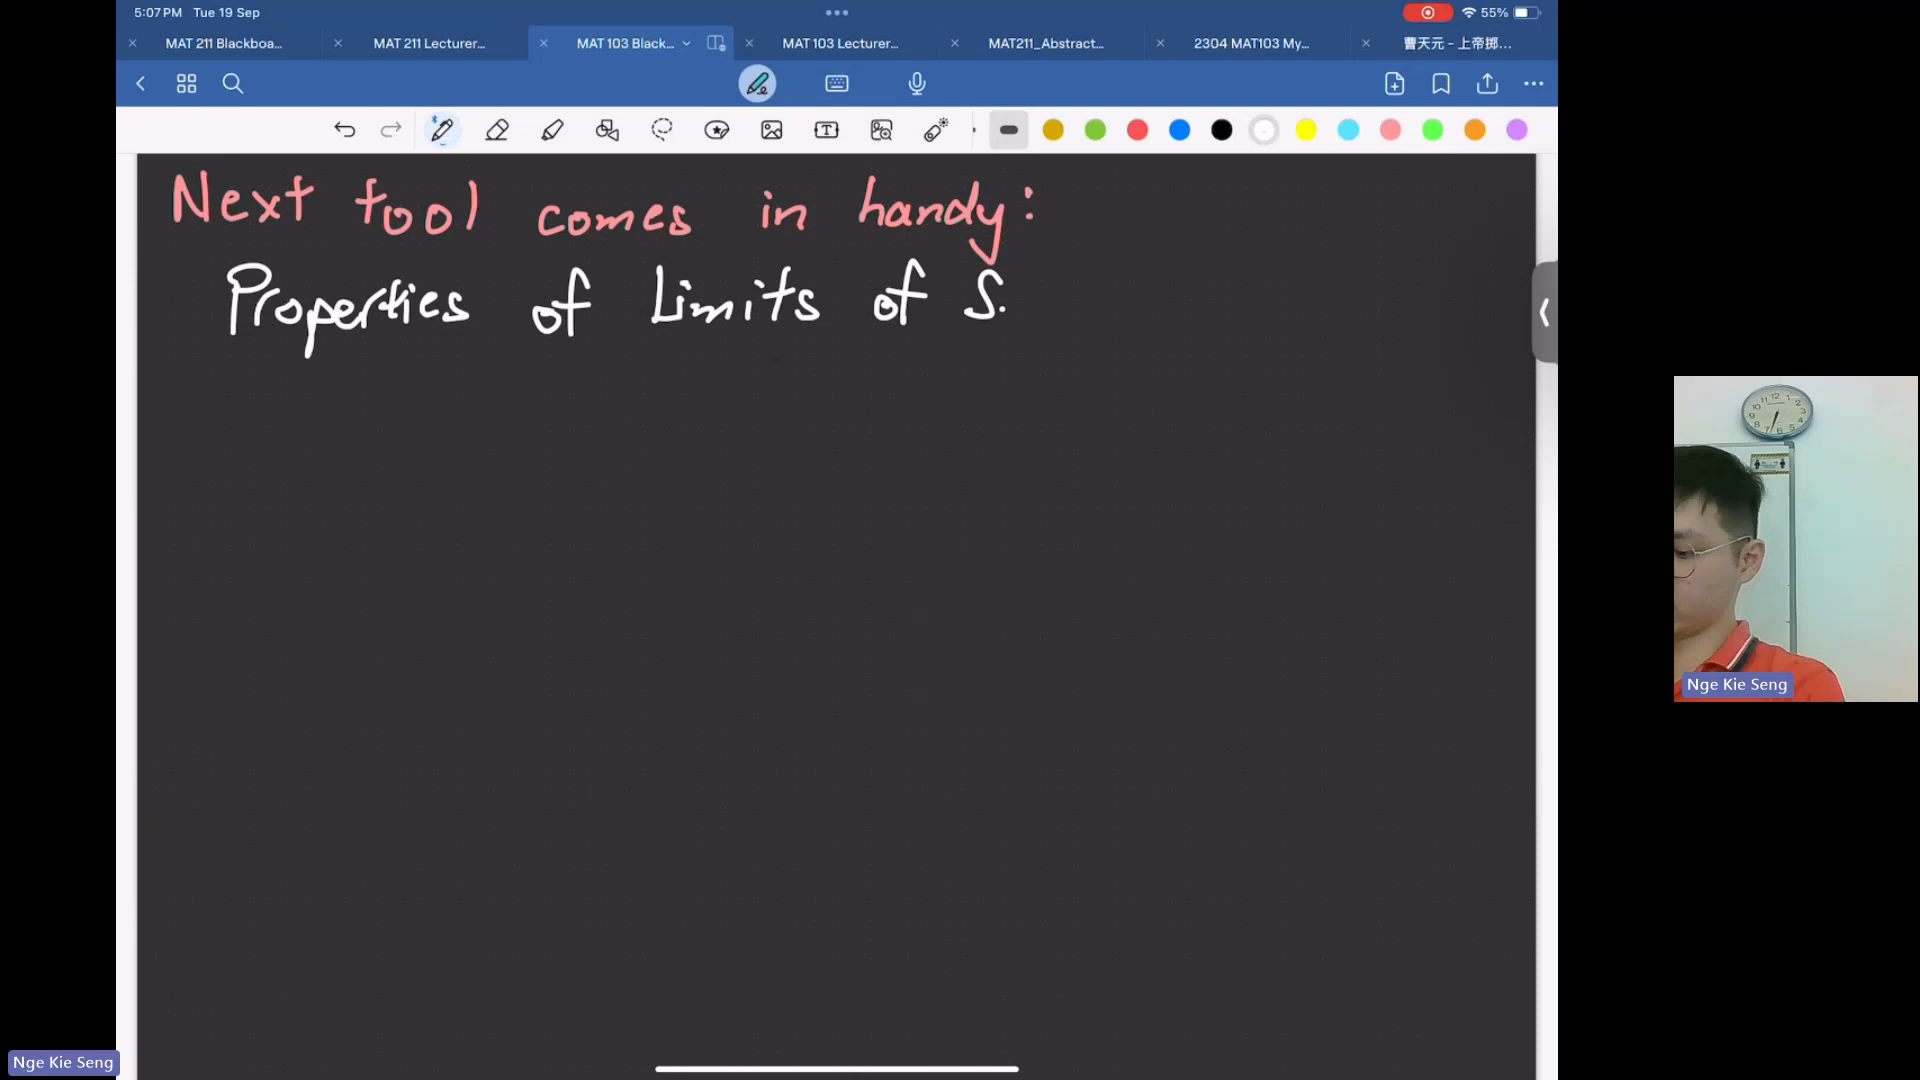 5:07 PM Tue 19 Sep
55%
MAT 211 Blackboa...
MAT 211 Lecturer...
MAT 103 Black...
MAT 103 Lecturer...
MAT211_Abstract...
2304 MAT103 My...
曹天元 - 上帝掷...
Next tool comes in handy:
Properties of Limits of S.
Nge Kie Seng
Nge Kie Seng